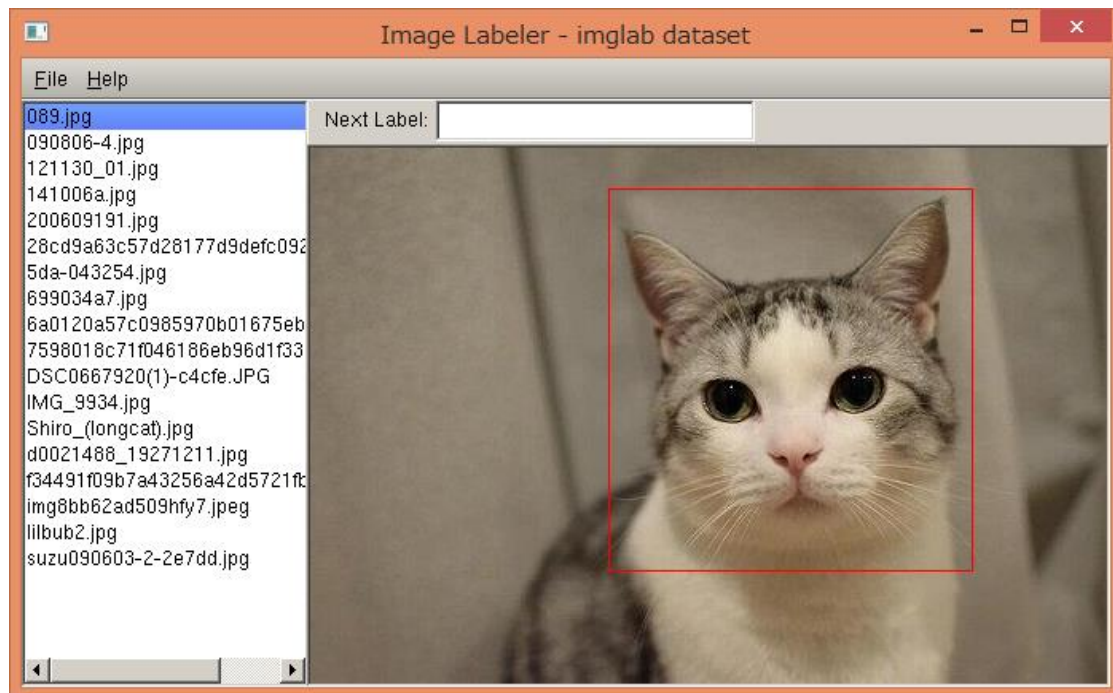 Image Labeler - imglab dataset
File Help
089.jpg
Next Label:
090806-4.jpg
121130_01.jpg
141006a.jpg
200609191.jpg
28cd9a63c57d28177d9defc092
5da-043254.jpg
699034a7.jpg
6a0120a57c0985970b01675eb
7598018c71f046186eb96d1f33
DSC0667920(1)-c4cfe.JPG
IMG_9934.jpg
Shiro_(longcat).jpg
d0021488_19271211.jpg
f34491f09b7a43256a42d5721fb
img8bb62ad509hfy7.jpeg
lilbub2.jpg
suzu090603-2-2e7dd.jpg